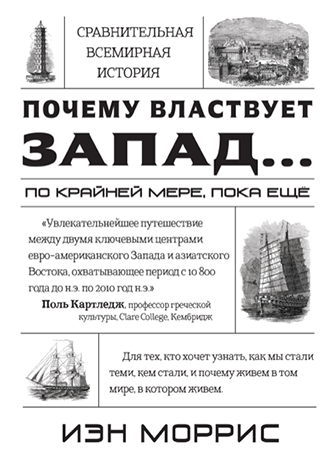 СРАВНИТЕЛЬНАЯ
ВСЕМИРНАЯ
ИСТОРИЯ
ПОЧЕМУ ВЛАСТВУЕТ
ЗАПАД...
ПО КРАЙНЕЙ МЕРЕ, ПОКА ЕЩЁ
«Увлекательнейшее путешествие
между двумя ключевыми центрами
евро-американского Запада и азиатского
Востока, охватывающее период с 10 800
года до н.э. по 2010 год н.э.»
Поль Картледж, профессор греческой
культуры, Clare College, Кембридж
Для тех, кто хочет узнать, как мы стали
теми, кем стали, и почему живем в том
мире, в котором живем.
ИЭН МОРРИС